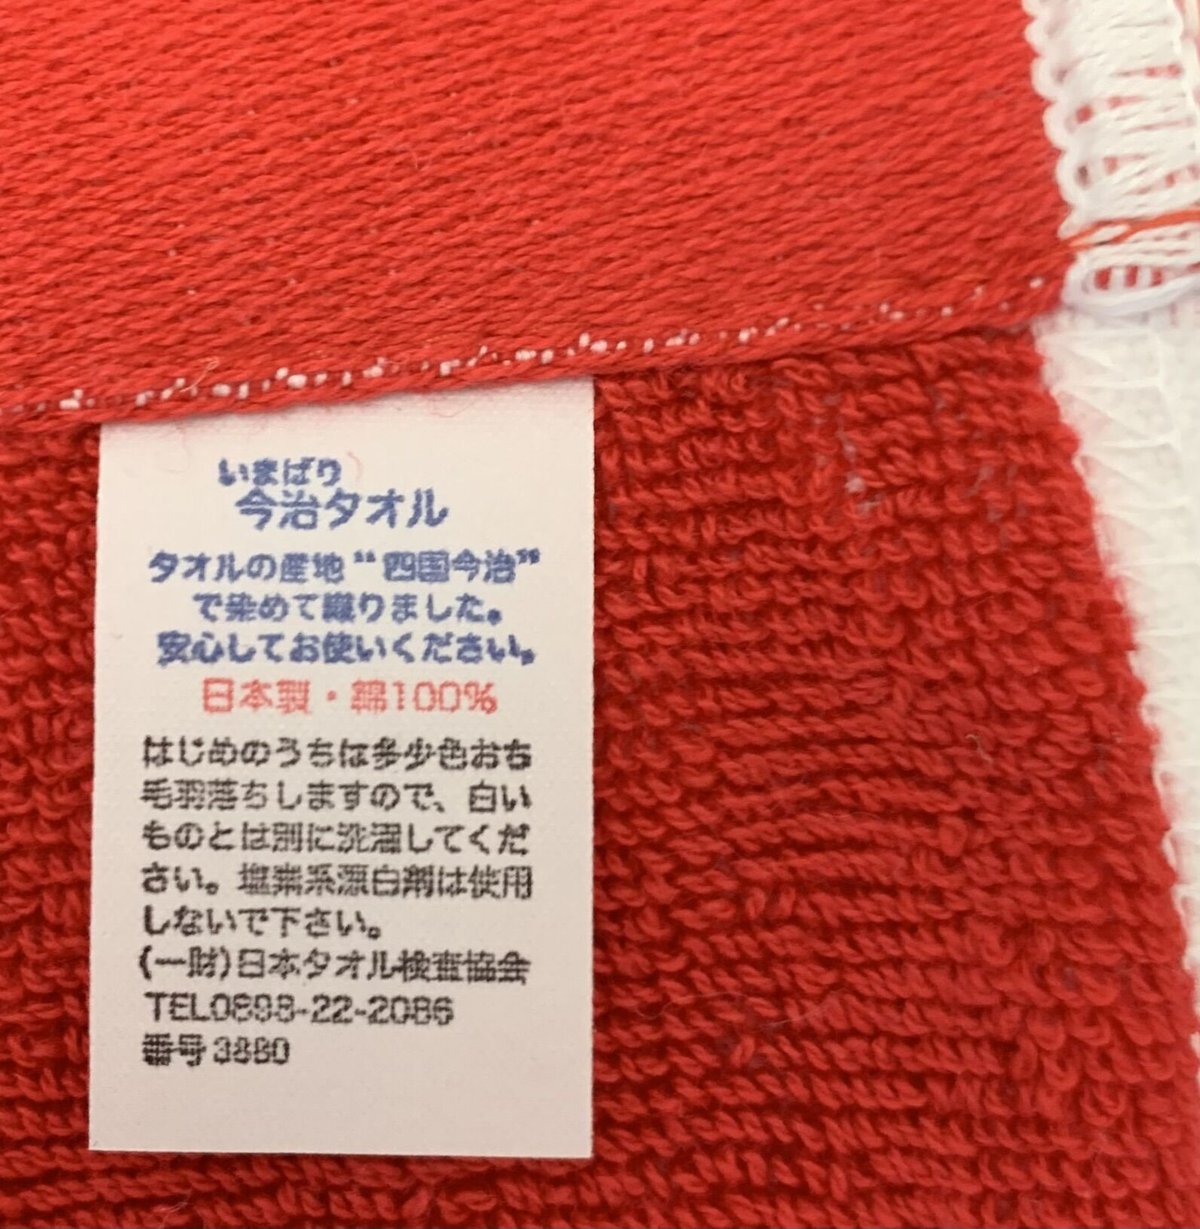 いまばり
今治タオル
タオルの産地“四国今治”
で染めて織りました。
安心してお使いください。
日本製・綿100%
はじめのうちは多少色おち
毛羽落ちしますので、白い
ものとは別に洗濯してくだ
さい。塩素系漂白剤は使用
しないで下さい。
(一財)日本タオル検査協会
TEL0898-22-2086
番号3880